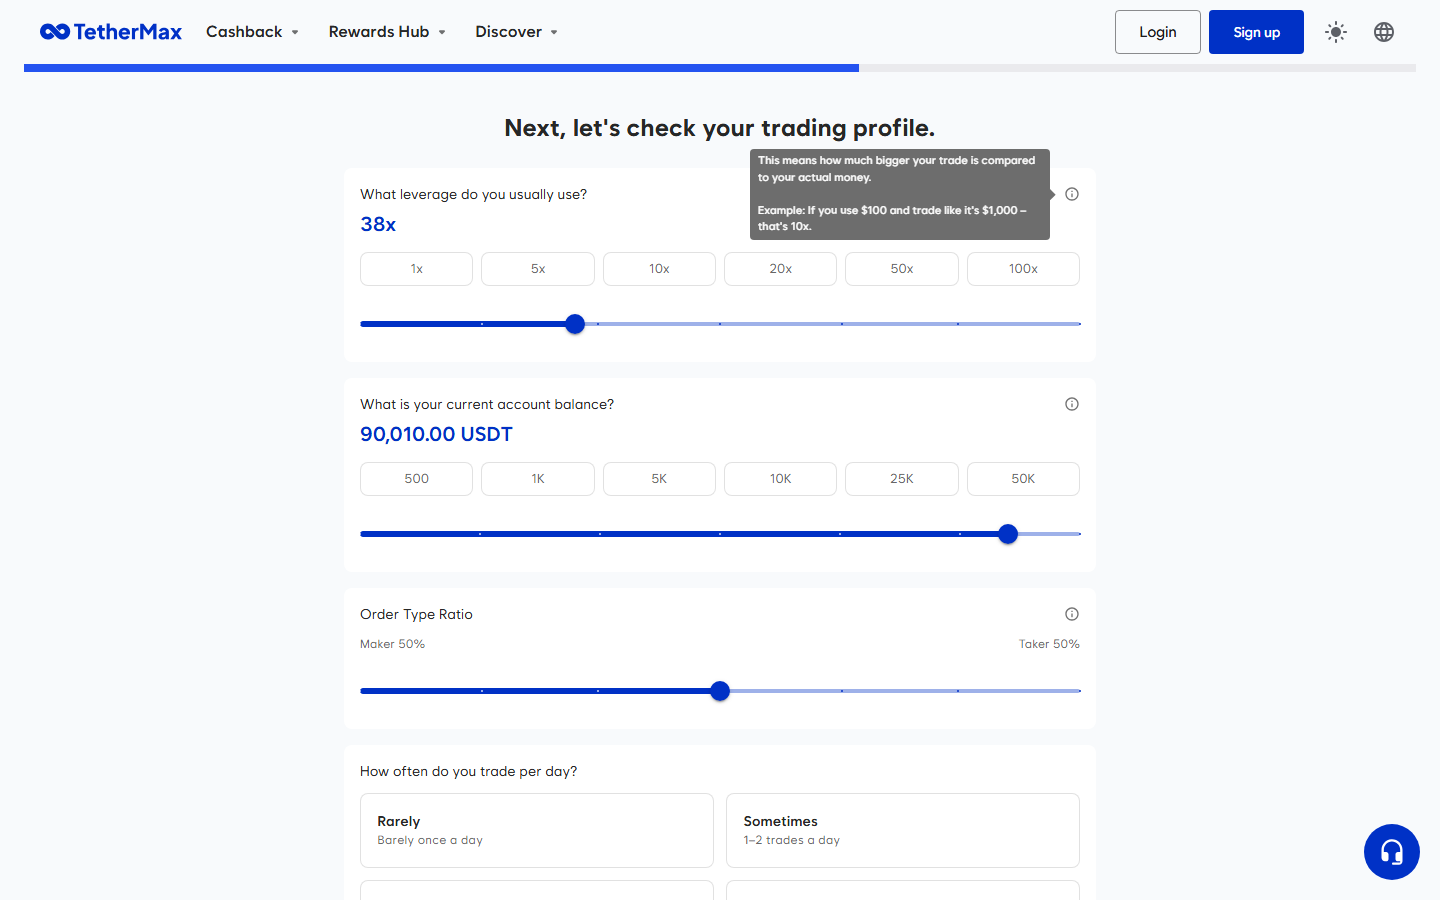 TetherMax Cashback Rewards Hub Discover Login Sign up
Next, let's check your trading profile.
What leverage do you usually use?
38x
This means how much bigger your trade is compared
to your actual money.
Example: If you use $100 and trade like it's $1,000 –
that's 10x.
1x 5x 10x 20x 50x 100x
What is your current account balance?
90,010.00 USDT
500 1K 5K 10K 25K 50K
Order Type Ratio
Maker 50% Taker 50%
How often do you trade per day?
Rarely
Barely once a day
Sometimes
1–2 trades a day